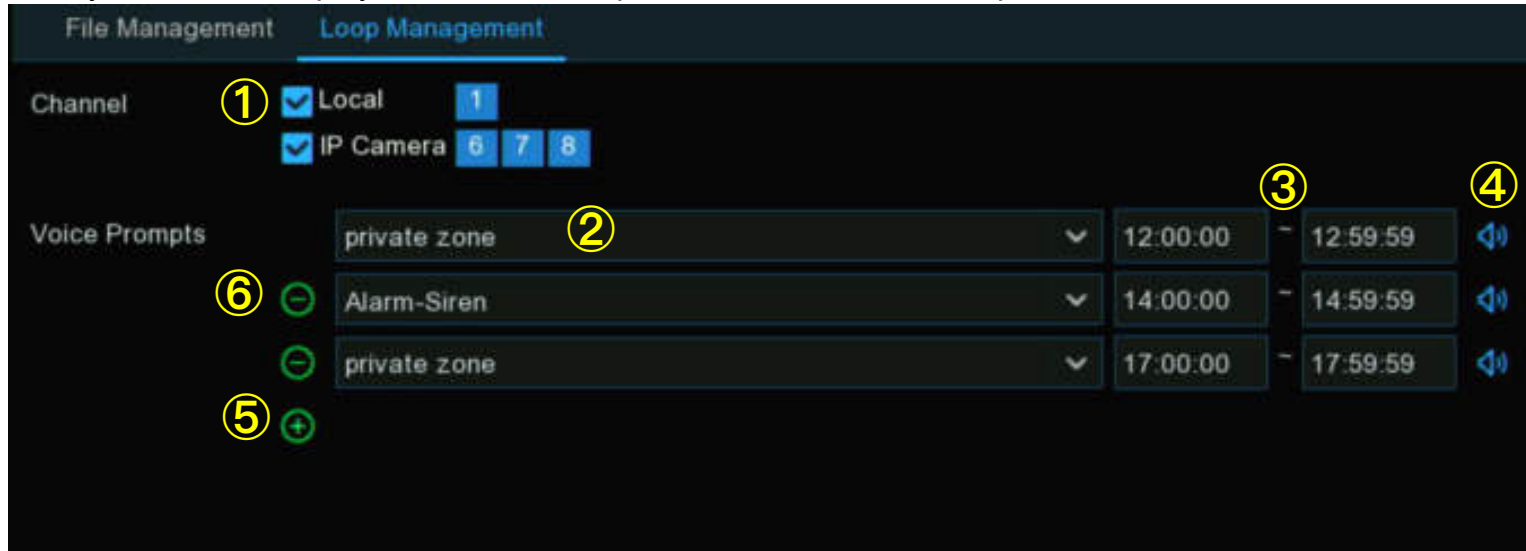 File Management Loop Management
Channel ① Local 1
IP Camera 6 7 8
③ ④
Voice Prompts private zone ② 12:00:00 ~ 12:59:59
⑥ Alarm-Siren 14:00:00 ~ 14:59:59
private zone 17:00:00 ~ 17:59:59
⑤